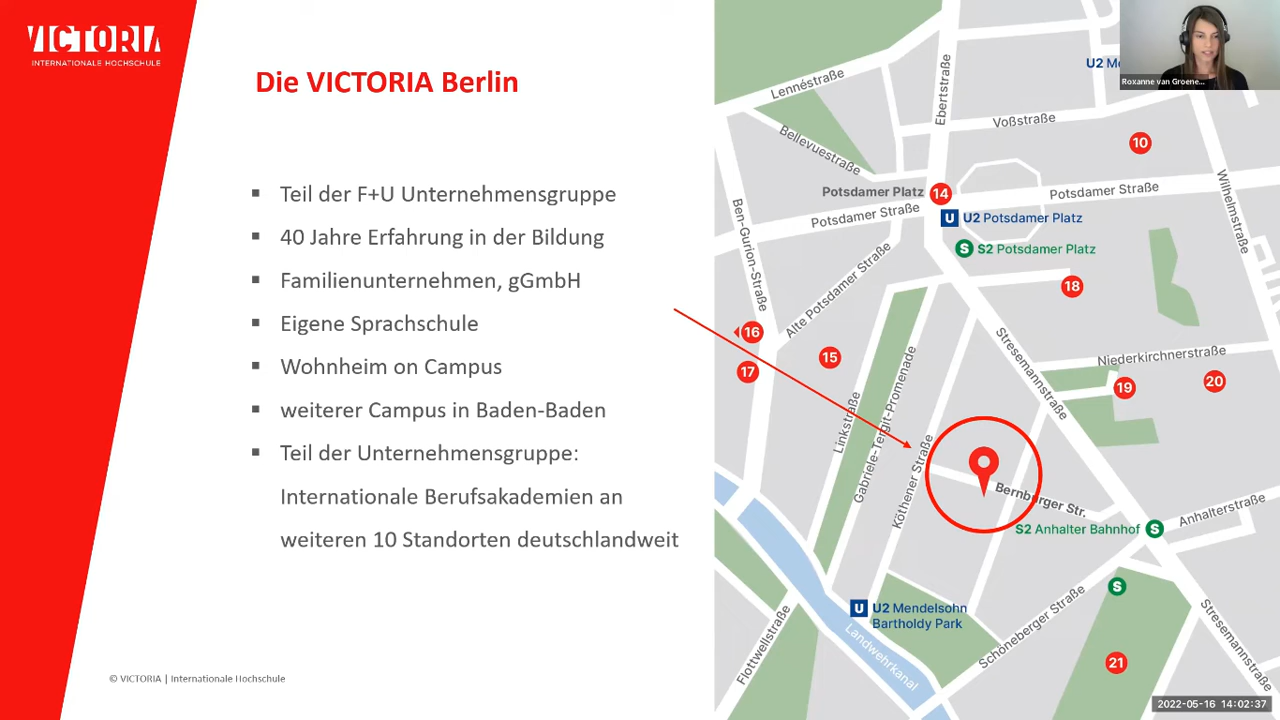 VICTORIA
INTERNATIONALE HOCHSCHULE
Die VICTORIA Berlin
Teil der F+U Unternehmensgruppe
40 Jahre Erfahrung in der Bildung
Familienunternehmen, gGmbH
Eigene Sprachschule
Wohnheim on Campus
weiterer Campus in Baden-Baden
Teil der Unternehmensgruppe:
Internationale Berufsakademien an
weiteren 10 Standorten deutschlandweit
© VICTORIA | Internationale Hochschule
Roxanne van Groene...
U2
Lennéstraße
Ebertstraße
Bellevuestraße
Voßstraße
10
Wilhelmstraße
Potsdamer Platz
14
Potsdamer Straße
Potsdamer Straße
U
U2 Potsdamer Platz
S
S2 Potsdamer Platz
Ben-Gurion-Straße
Alte Potsdamer Straße
18
16
15
17
Stresemannstraße
Niederkirchnerstraße
19
20
Linkstraße
Gabriele-Tergit-Promenade
Köthener Straße
Bernburger Str.
Anhalterstraße
S2 Anhalter Bahnhof
S
S
U
U2 Mendelsohn
Bartholdy Park
Flottwellstraße
Landwehrkanal
Schöneberger Straße
Stresemannstraße
21
2022-05-16 14:02:37